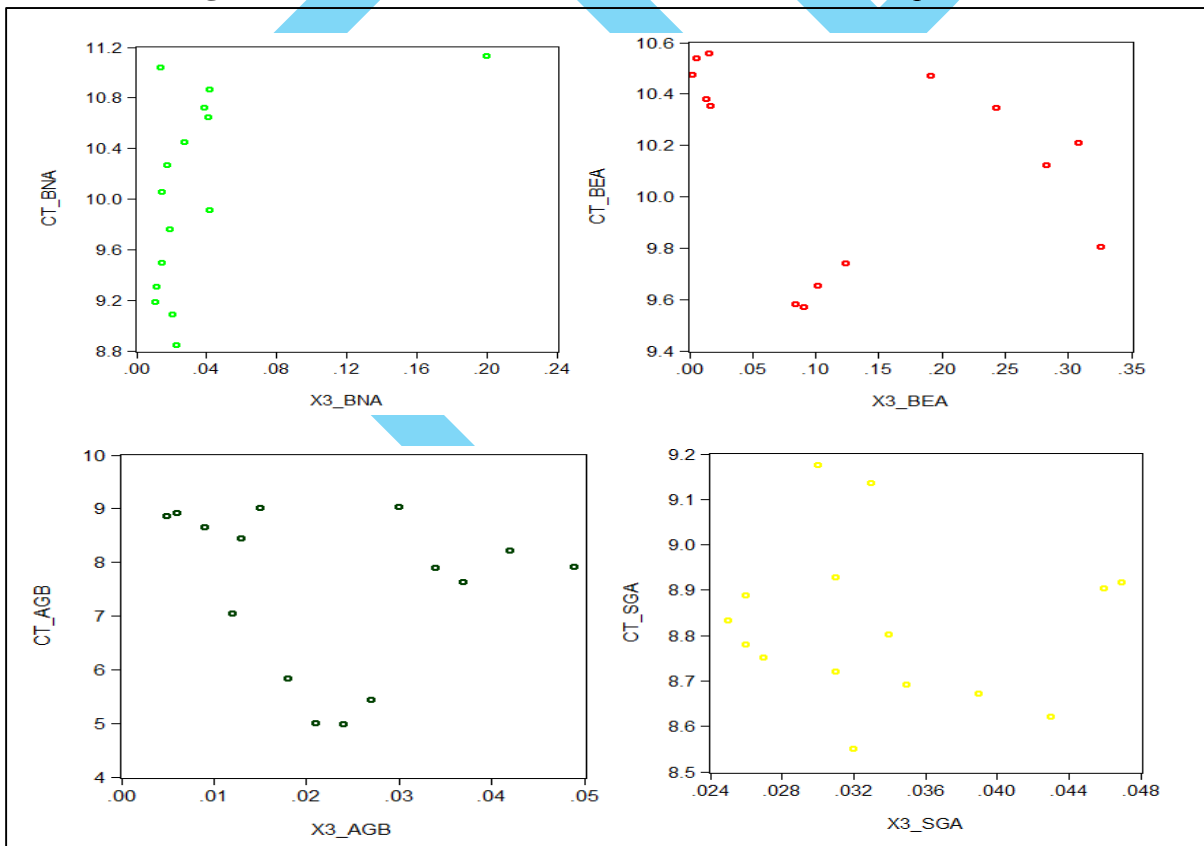 11.2
10.8
10.4
10.0
9.6
9.2
8.8
CT_BNA
.00 .04 .08 .12 .16 .20 .24
X3_BNA
10.6
10.4
10.2
10.0
9.8
9.6
9.4
CT_BEA
.00 .05 .10 .15 .20 .25 .30 .35
X3_BEA
10
9
8
7
6
5
4
CT_AGB
.00 .01 .02 .03 .04 .05
X3_AGB
9.2
9.1
9.0
8.9
8.8
8.7
8.6
8.5
CT_SGA
.024 .028 .032 .036 .040 .044 .048
X3_SGA